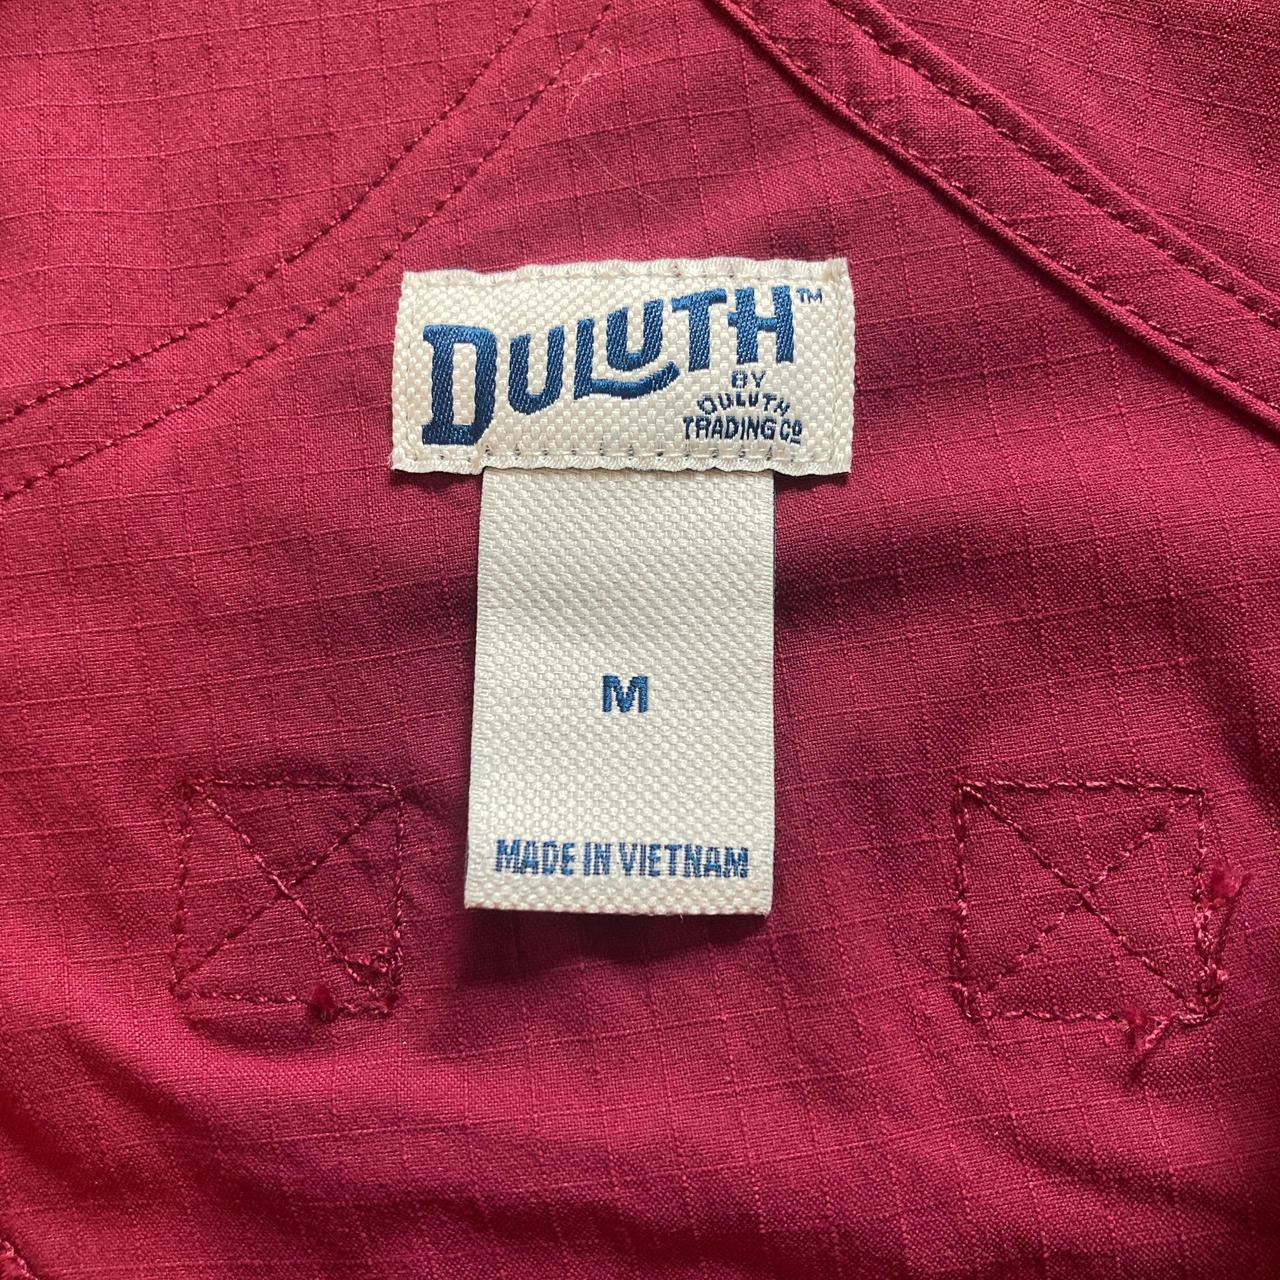 DULUTH™
BY
DULUTH
TRADING CO
M
MADE IN VIETNAM